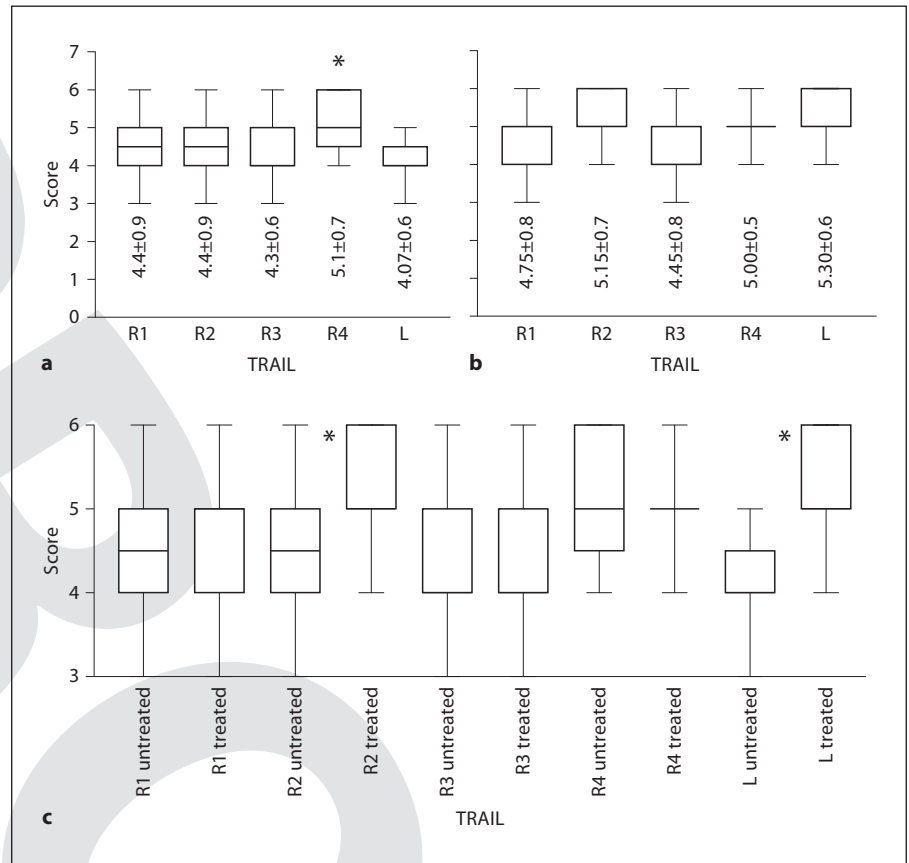 7
6
5
4
3
2
1
0
Score
*
4.4±0.9
4.4±0.9
4.3±0.6
5.1±0.7
4.07±0.6
R1 R2 R3 R4 L
a
TRAIL
4.75±0.8
5.15±0.7
4.45±0.8
5.00±0.5
5.30±0.6
R1 R2 R3 R4 L
b
TRAIL
6
5
4
3
Score
*
*
R1 untreated
R1 treated
R2 untreated
R2 treated
R3 untreated
R3 treated
R4 untreated
R4 treated
L untreated
L treated
c
TRAIL